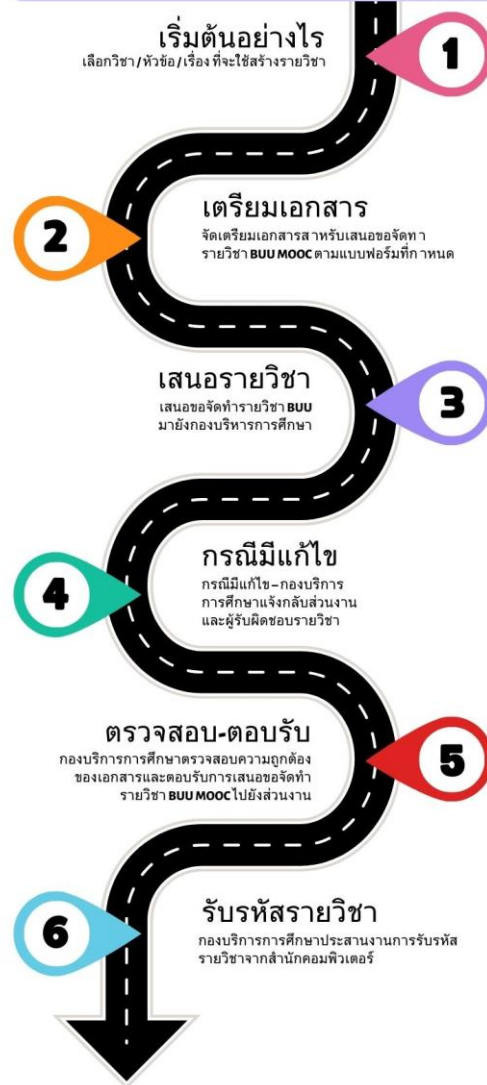 เริ่มต้นอย่างไร
เลือกวิชา/หัวข้อ/เรื่อง ที่จะใช้สร้างรายวิชา
1
2
เตรียมเอกสาร
จัดเตรียมเอกสารสาหรับเสนอขอจัดทา
รายวิชา BUU MOOC ตามแบบฟอร์มที่กาหนด
เสนอรายวิชา
เสนอขอจัดทำรายวิชา BUU
มายังกองบริหารการศึกษา
3
4
กรณีมีแก้ไข
กรณีมีแก้ไข – กองบริการ
การศึกษาแจ้งกลับส่วนงาน
และผู้รับผิดชอบรายวิชา
ตรวจสอบ-ตอบรับ
กองบริการการศึกษาตรวจสอบความถูกต้อง
ของเอกสารและตอบรับการเสนอขอจัดทำ
รายวิชา BUU MOOC ไปยังส่วนงาน
5
6
รับรหัสรายวิชา
กองบริการการศึกษาประสานงานการรับรหัส
รายวิชาจากสำนักคอมพิวเตอร์